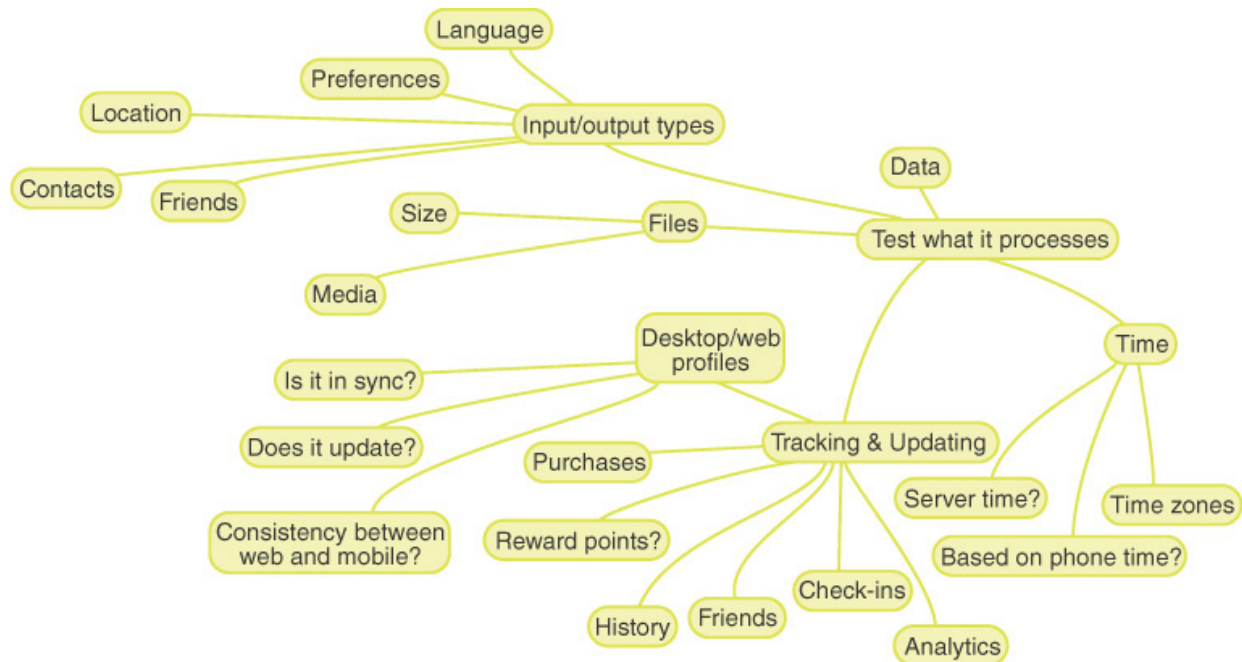 Language
Preferences
Location
Input/output types
Contacts
Friends
Data
Size
Files
Test what it processes
Media
Desktop/web
profiles
Time
Is it in sync?
Does it update?
Tracking & Updating
Purchases
Server time?
Time zones
Consistency between
web and mobile?
Reward points?
Based on phone time?
Check-ins
Friends
History
Analytics